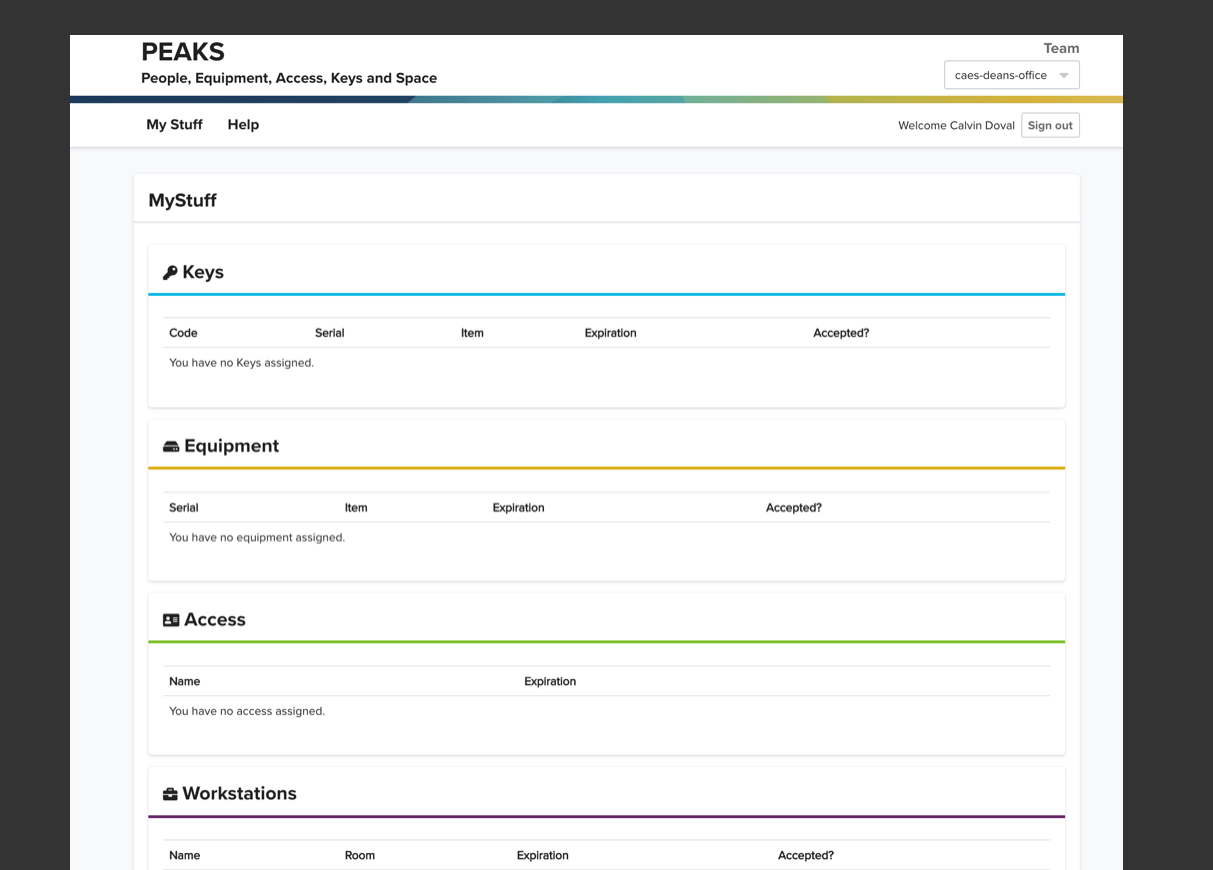 PEAKS
People, Equipment, Access, Keys and Space
Team
caes-deans-office
My Stuff Help Welcome Calvin Doval Sign out
MyStuff
Keys
Code Serial Item Expiration Accepted?
You have no Keys assigned.
Equipment
Serial Item Expiration Accepted?
You have no equipment assigned.
Access
Name Expiration
You have no access assigned.
Workstations
Name Room Expiration Accepted?